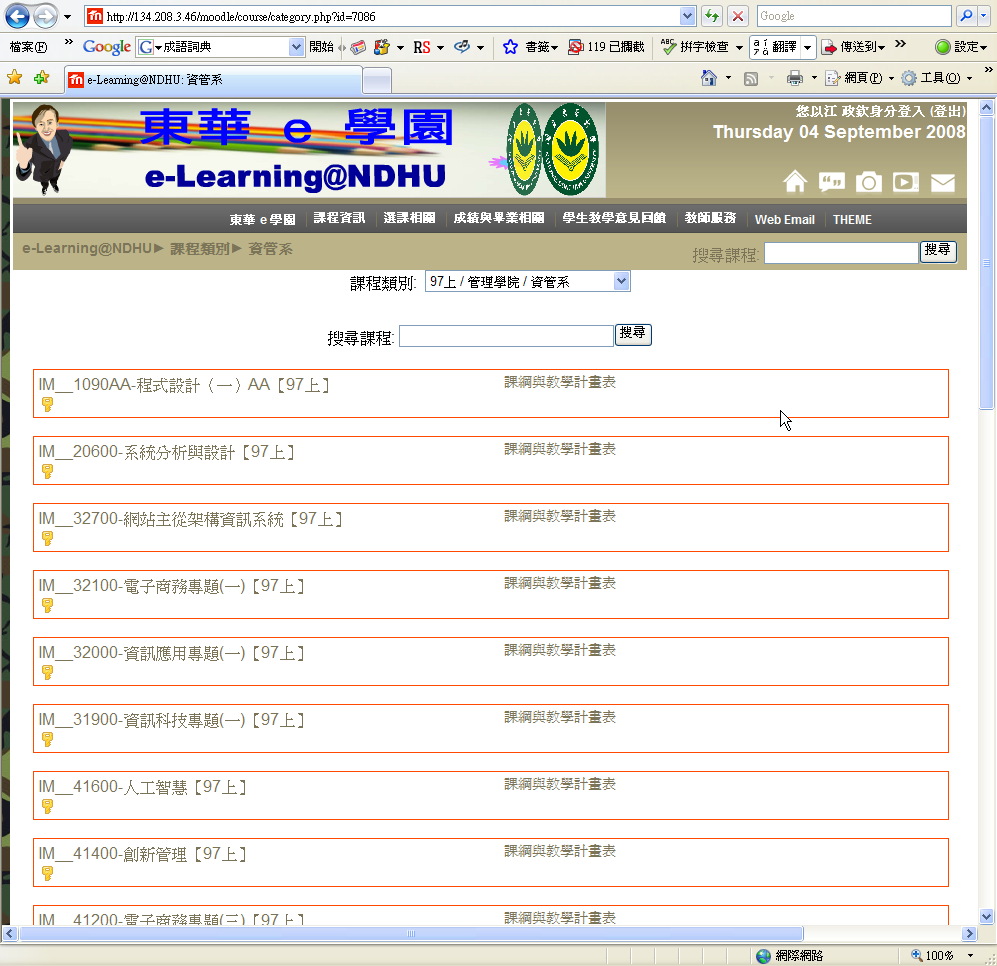 http://134.208.3.46/moodle/course/category.php?id=7086
Google
檔案(F) » Google G 成語詞典 開始 RS 書籤 119 已攔截 ABC 拼字檢查 翻譯 傳送到 » 設定
e-Learning@NDHU: 資管系
網頁(P) 工具(O) »
東華 e 學園
e-Learning@NDHU
您以江 政欽身分登入 (登出)
Thursday 04 September 2008
東華 e 學園 課程資訊 選課相關 成績與畢業相關 學生教學意見回饋 教師服務 Web Email THEME
e-Learning@NDHU► 課程類別► 資管系
搜尋課程: 搜尋
課程類別: 97上 / 管理學院 / 資管系
搜尋課程: 搜尋
IM__1090AA-程式設計〈一〉AA【97上】 課綱與教學計畫表
IM__20600-系統分析與設計【97上】 課綱與教學計畫表
IM__32700-網站主從架構資訊系統【97上】 課綱與教學計畫表
IM__32100-電子商務專題(一)【97上】 課綱與教學計畫表
IM__32000-資訊應用專題(一)【97上】 課綱與教學計畫表
IM__31900-資訊科技專題(一)【97上】 課綱與教學計畫表
IM__41600-人工智慧【97上】 課綱與教學計畫表
IM__41400-創新管理【97上】 課綱與教學計畫表
IM__41200-電子商務專題(三)【97上】 課綱與教學計畫表
網際網路 100%